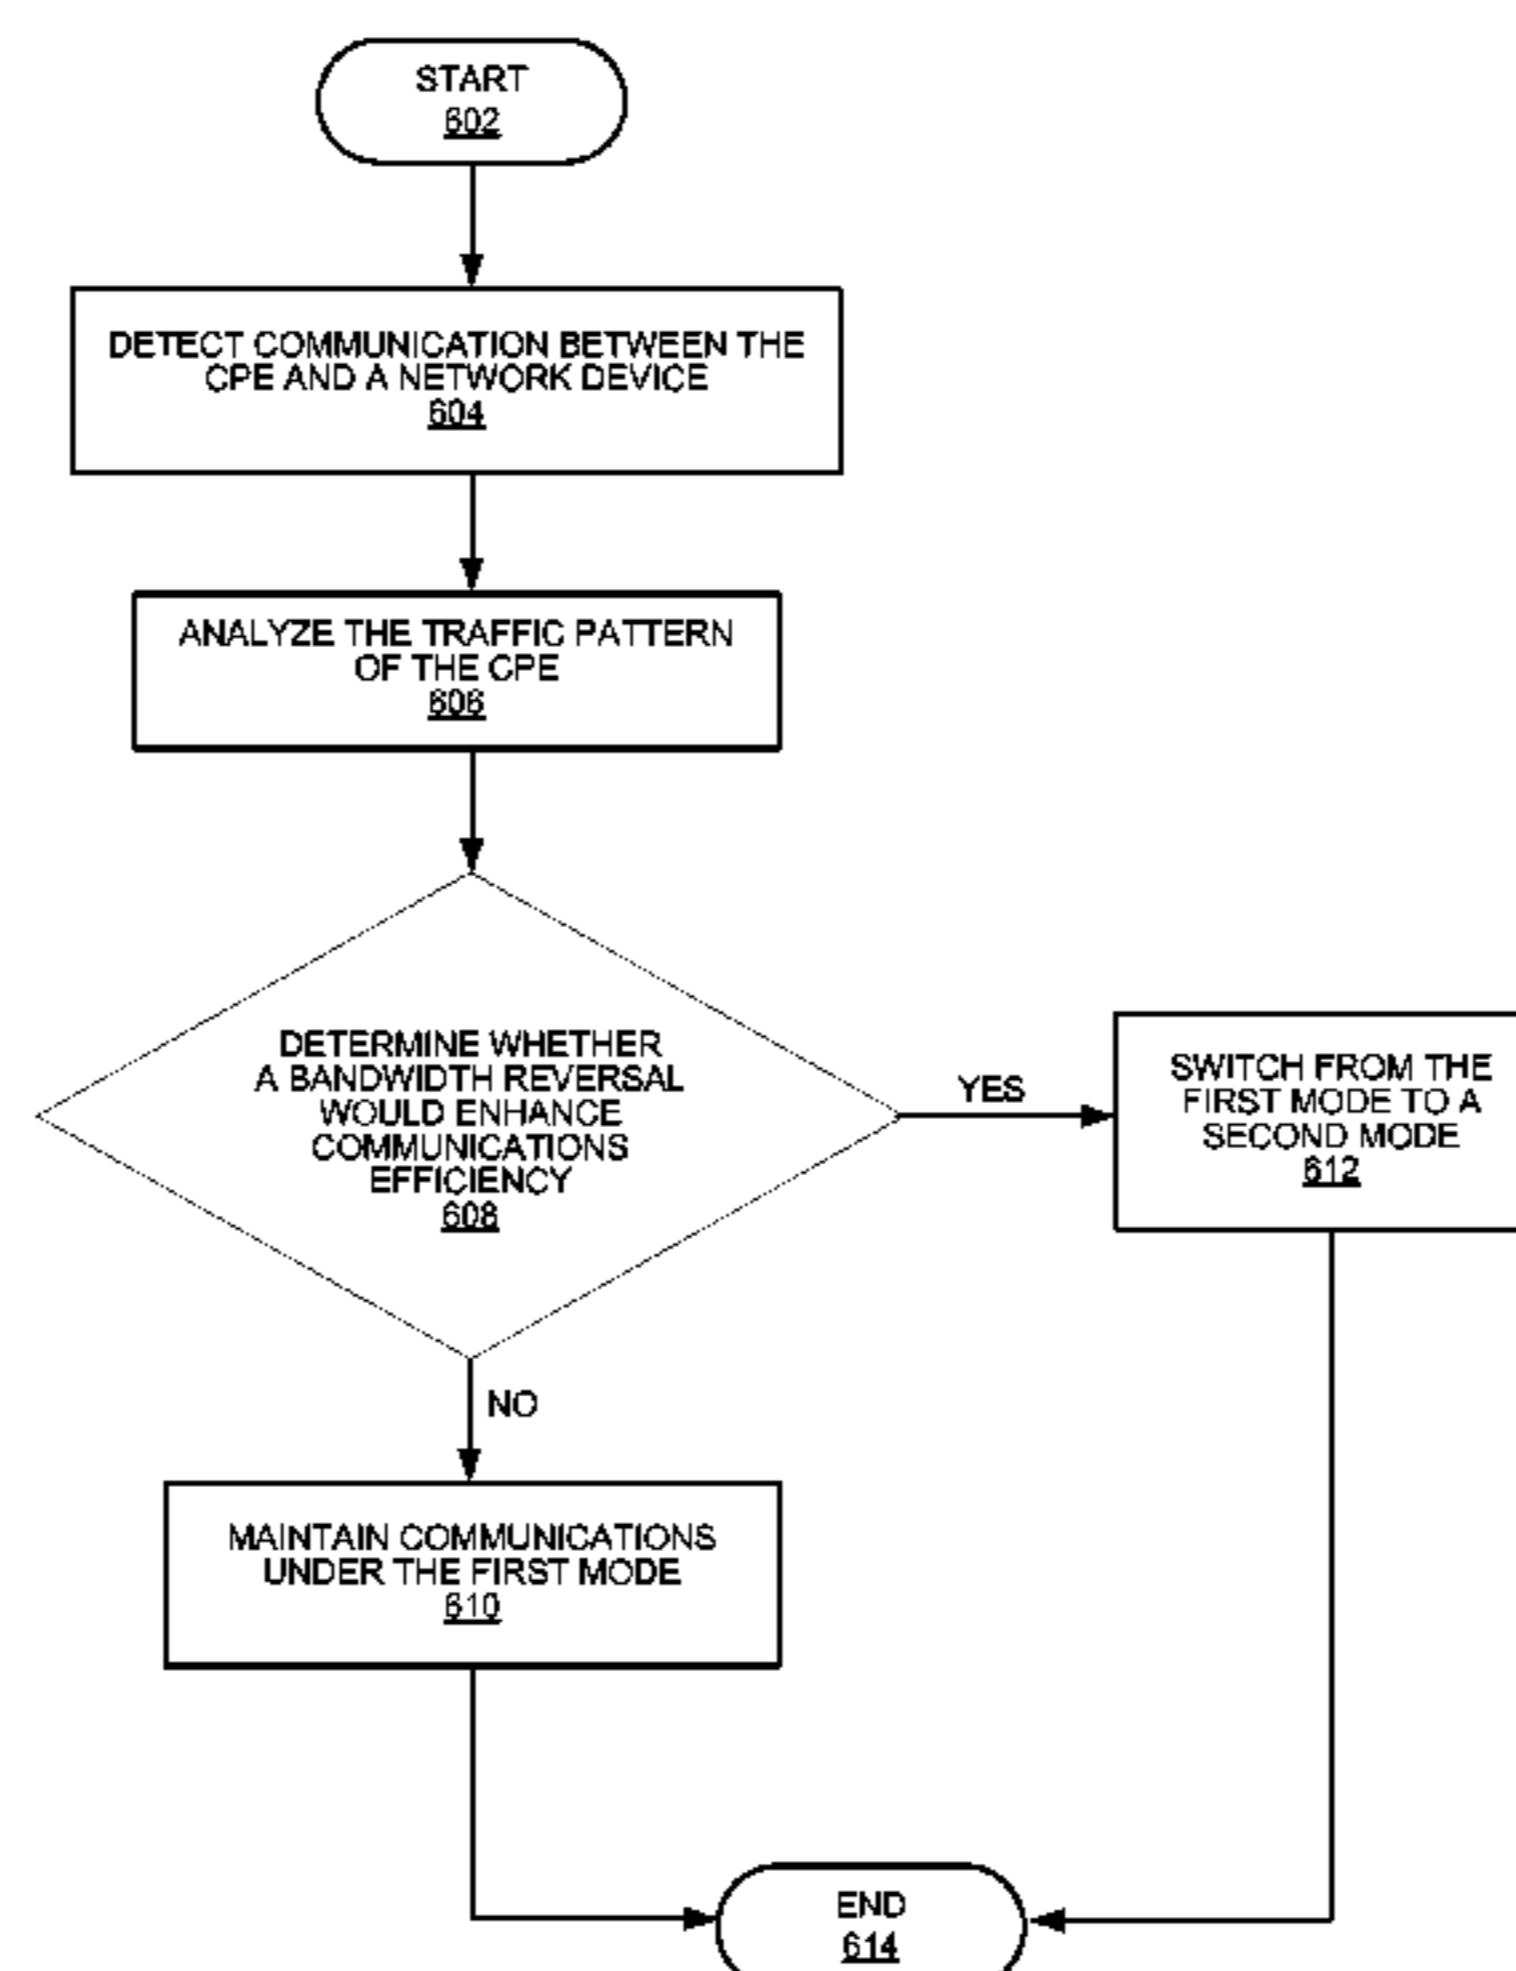 START
602
DETECT COMMUNICATION BETWEEN THE
CPE AND A NETWORK DEVICE
604
ANALYZE THE TRAFFIC PATTERN
OF THE CPE
606
DETERMINE WHETHER
A BANDWIDTH REVERSAL
WOULD ENHANCE
COMMUNICATIONS
EFFICIENCY
608
YES
SWITCH FROM THE
FIRST MODE TO A
SECOND MODE
612
NO
MAINTAIN COMMUNICATIONS
UNDER THE FIRST MODE
610
END
614